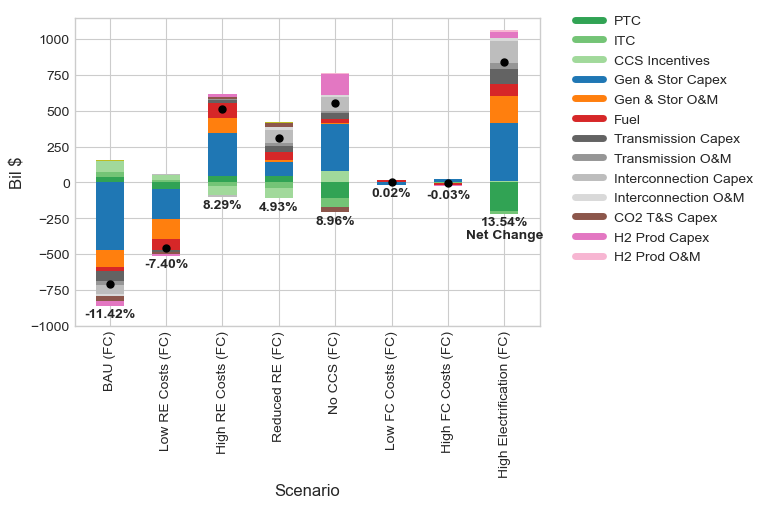 1000
750
500
250
0
−250
−500
−750
−1000
Bil $
-11.42%
-7.40%
8.29%
4.93%
8.96%
0.02%
-0.03%
13.54%
Net Change
BAU (FC)
Low RE Costs (FC)
High RE Costs (FC)
Reduced RE (FC)
No CCS (FC)
Low FC Costs (FC)
High FC Costs (FC)
High Electrification (FC)
Scenario
PTC
ITC
CCS Incentives
Gen & Stor Capex
Gen & Stor O&M
Fuel
Transmission Capex
Transmission O&M
Interconnection Capex
Interconnection O&M
CO2 T&S Capex
H2 Prod Capex
H2 Prod O&M